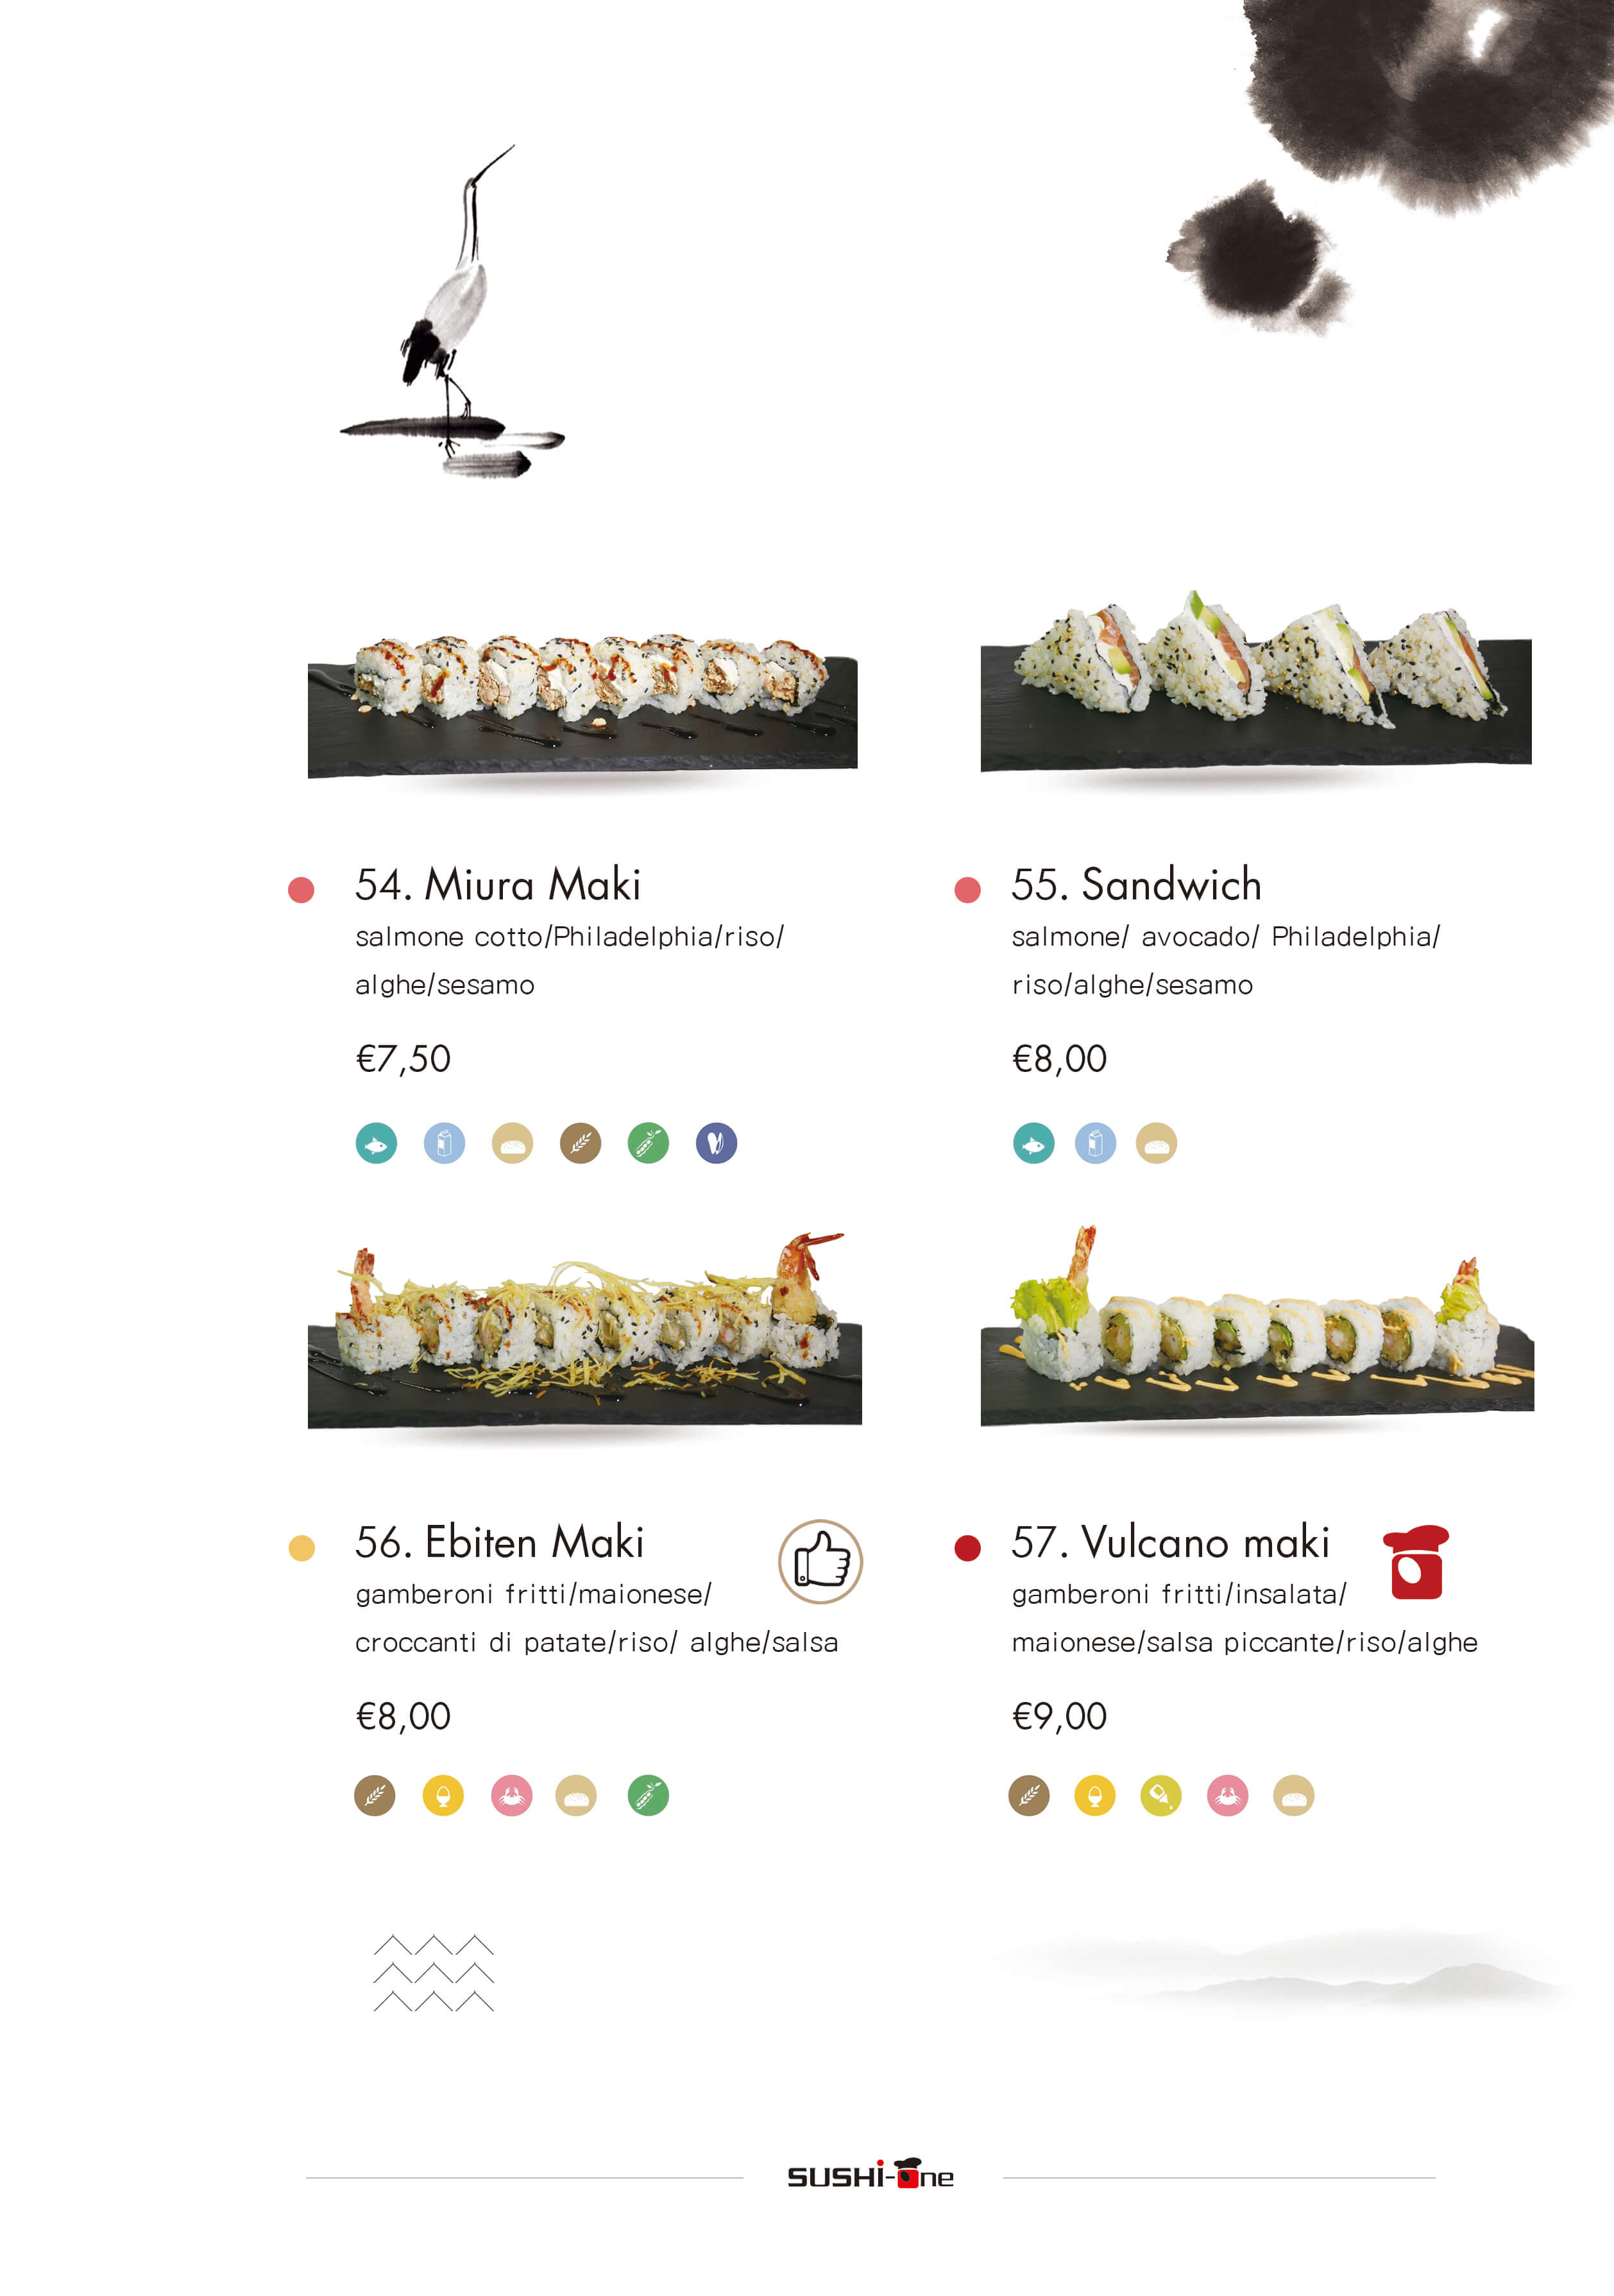 54. Miura Maki
salmone cotto/Philadelphia/riso/
alghe/sesamo
€7,50
55. Sandwich
salmone/ avocado/ Philadelphia/
riso/alghe/sesamo
€8,00
56. Ebiten Maki
gamberoni fritti/maionese/
croccanti di patate/riso/ alghe/salsa
€8,00
57. Vulcano maki
gamberoni fritti/insalata/
maionese/salsa piccante/riso/alghe
€9,00
SUSHi-One